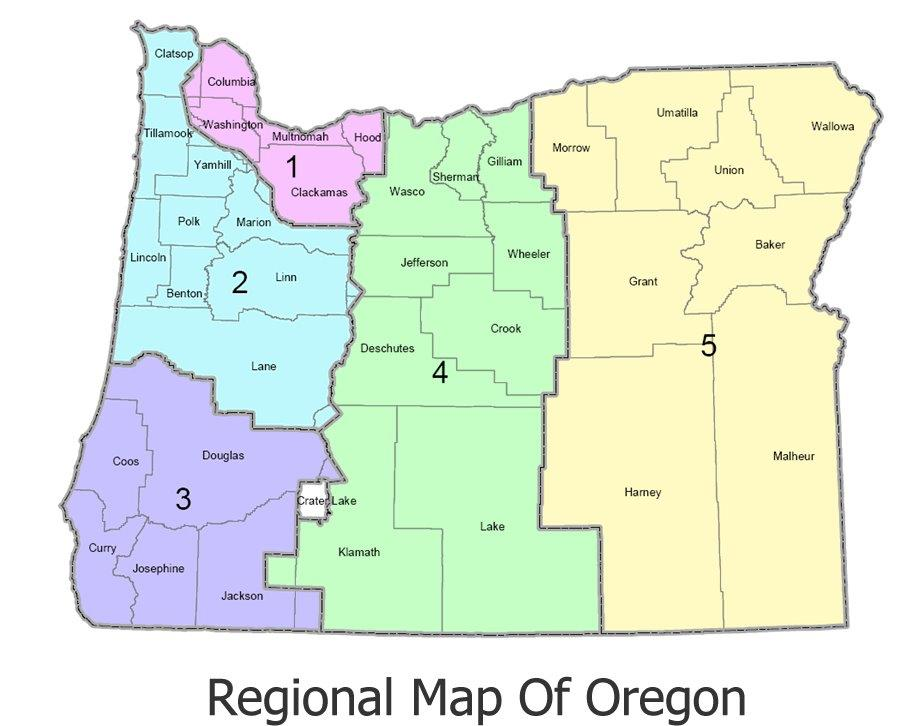 Clatsop
Columbia
Washington
Multnomah
Hood
1
Clackamas
Tillamook
Yamhill
Polk
Marion
Lincoln
2
Linn
Benton
Lane
Coos
Douglas
3
Curry
Josephine
Jackson
Crater Lake
Wasco
Sherman
Gilliam
Jefferson
Wheeler
Crook
Deschutes
4
Klamath
Lake
Morrow
Umatilla
Wallowa
Union
Baker
Grant
5
Harney
Malheur
Regional Map Of Oregon